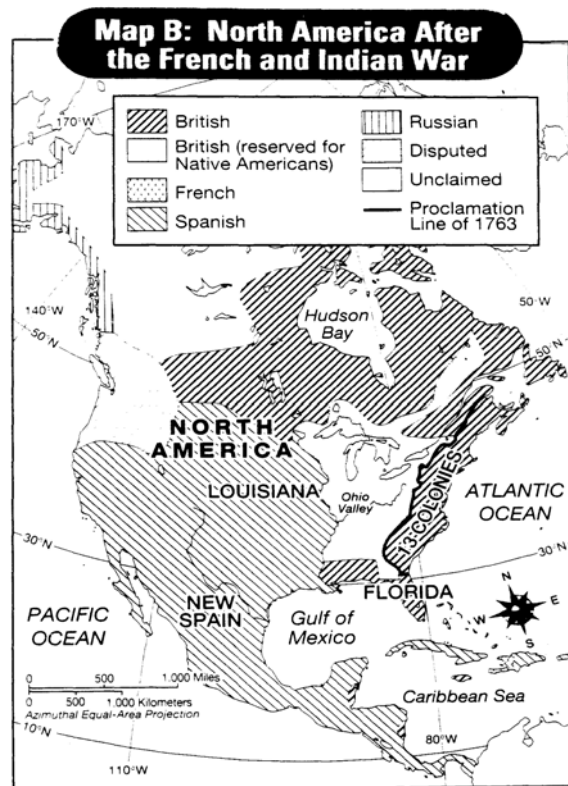 Map B: North America After
the French and Indian War
170°W
British
British (reserved for
Native Americans)
French
Spanish
Russian
Disputed
Unclaimed
Proclamation
Line of 1763
140°W
50°N
50°W
50°N
Hudson
Bay
NORTH
AMERICA
LOUISIANA
Ohio
Valley
13 COLONIES
ATLANTIC
OCEAN
30°N
30°N
FLORIDA
NEW
SPAIN
Gulf of
Mexico
PACIFIC
OCEAN
N
W
E
S
0 500 1,000 Miles
0 500 1,000 Kilometers
Azimuthal Equal-Area Projection
Caribbean Sea
10°N
110°W
80°W